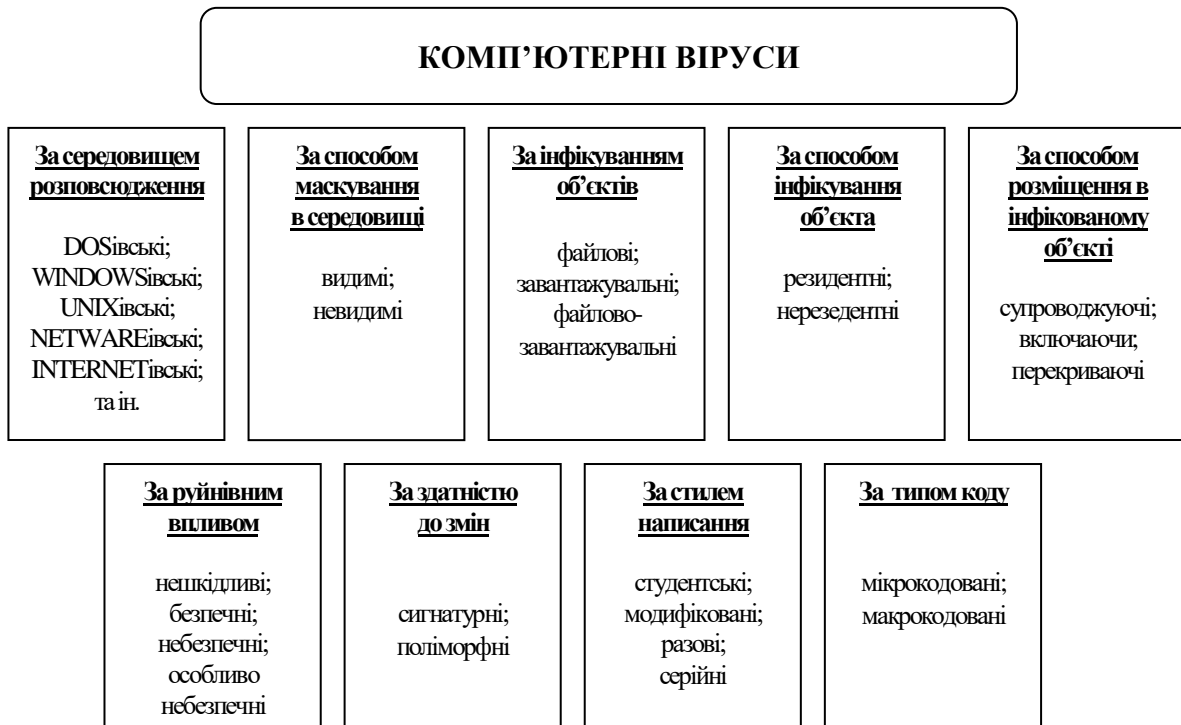 КОМП’ЮТЕРНІ ВІРУСИ
За середовищем
розповсюдження
DOSівські;
WINDOWSівські;
UNIXівські;
NETWAREівські;
INTERNETівські;
та ін.
За способом
маскування
в середовищі
видимі;
невидимі
За інфікуванням
об’єктів
файлові;
завантажувальні;
файлово-
завантажувальні
За способом
інфікування
об’єкта
резидентні;
нерезедентні
За способом
розміщення в
інфікованому
об’єкті
супроводжуючі;
включаючи;
перекриваючі
За руйнівним
впливом
нешкідливі;
безпечні;
небезпечні;
особливо
небезпечні
За здатністю
до змін
сигнатурні;
поліморфні
За стилем
написання
студентські;
модифіковані;
разові;
серійні
За типом коду
мікрокодовані;
макрокодовані